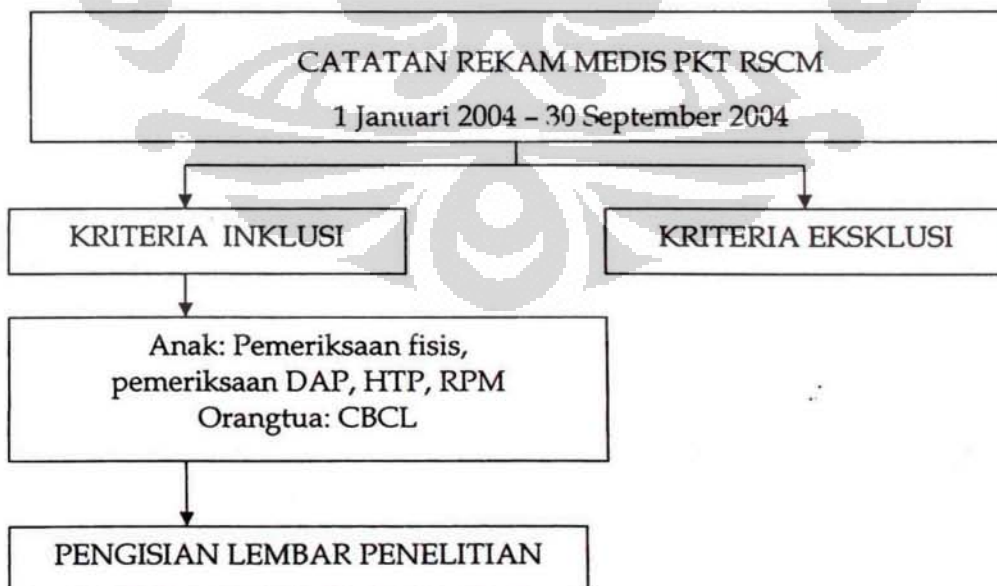 CATATAN REKAM MEDIS PKT RSCM
1 Januari 2004 – 30 September 2004
KRITERIA INKLUSI
KRITERIA EKSKLUSI
Anak: Pemeriksaan fisis,
pemeriksaan DAP, HTP, RPM
Orangtua: CBCL
PENGISIAN LEMBAR PENELITIAN